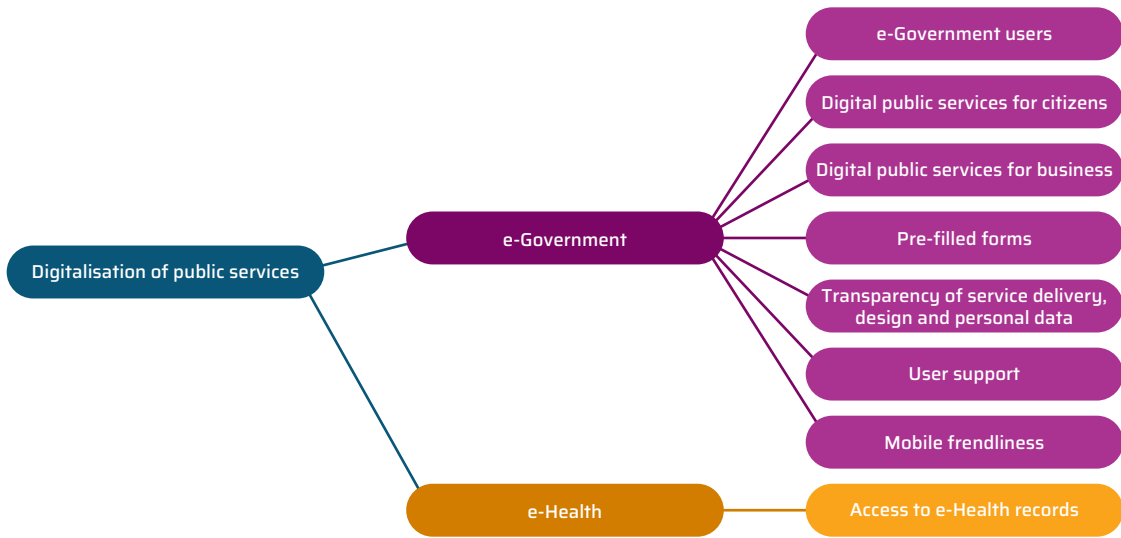 Digitalisation of public services
e-Government
e-Government users
Digital public services for citizens
Digital public services for business
Pre-filled forms
Transparency of service delivery,
design and personal data
User support
Mobile frendliness
e-Health
Access to e-Health records